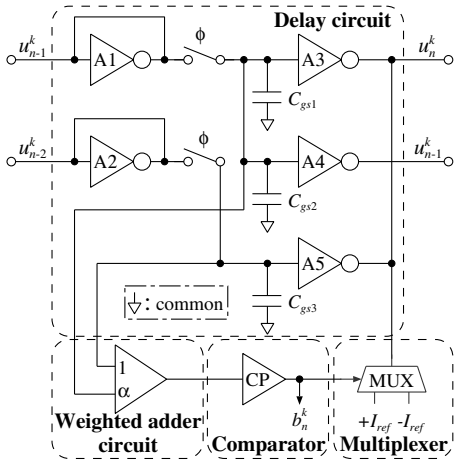 Delay circuit
u^k_{n-1}
ϕ
u^k_n
A1
A3
C_{gs1}
u^k_{n-2}
ϕ
u^k_{n-1}
A2
A4
C_{gs2}
A5
: common
C_{gs3}
1
α
CP
MUX
b^k_n
+I_{ref} -I_{ref}
Weighted adder
circuit
Comparator
Multiplexer